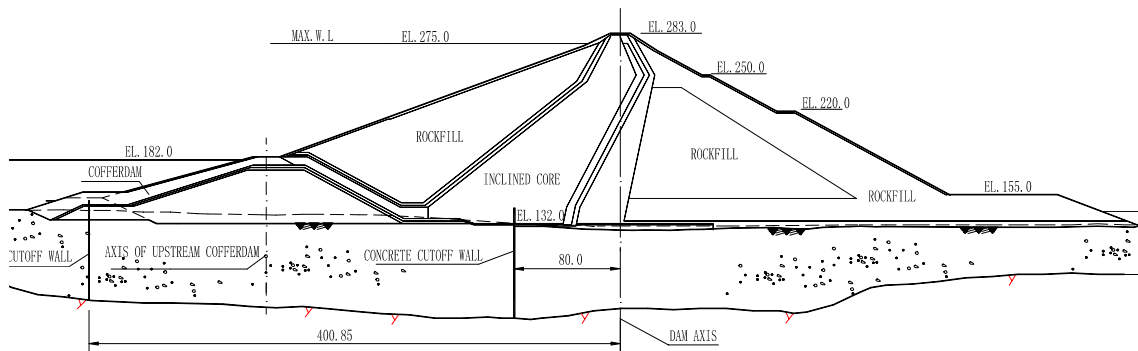 MAX.W.L
EL.275.0
EL.283.0
EL.250.0
EL.220.0
ROCKFILL
ROCKFILL
EL.182.0
COFFERDAM
INCLINED CORE
ROCKFILL
EL.155.0
EL.132.0
CUTOFF WALL
AXIS OF UPSTREAM COFFERDAM
CONCRETE CUTOFF WALL
80.0
400.85
DAM AXIS